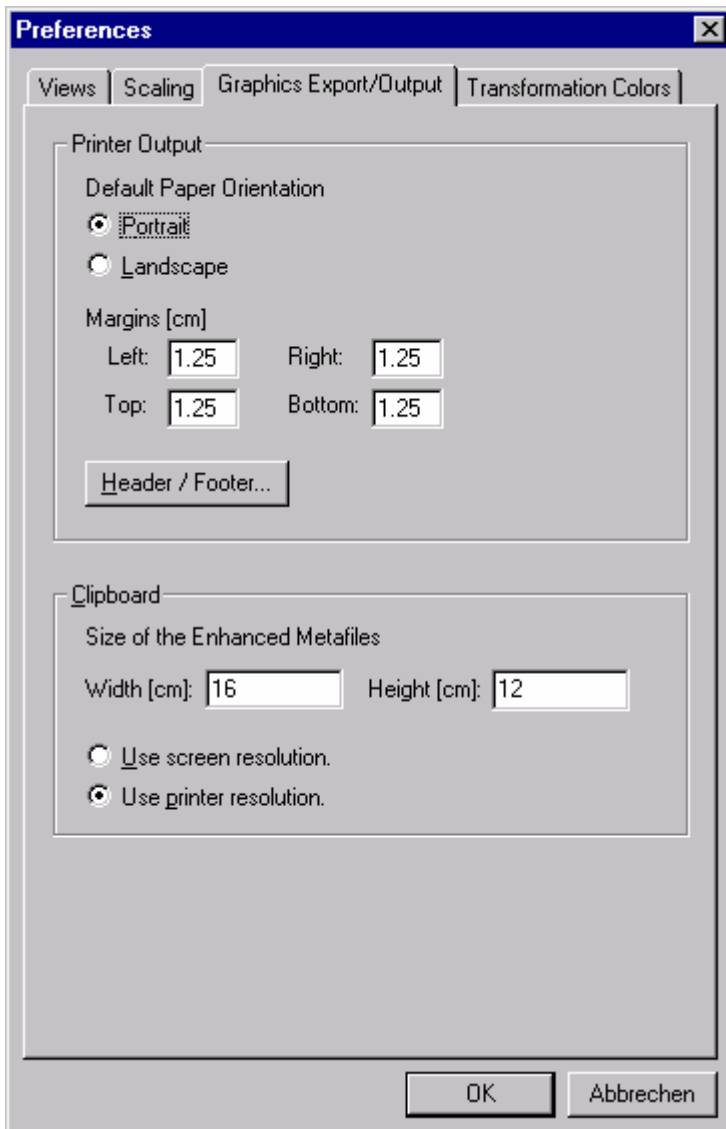 Preferences
Views Scaling Graphics Export/Output Transformation Colors
Printer Output
Default Paper Orientation
Portrait
Landscape
Margins [cm]
Left: 1.25 Right: 1.25
Top: 1.25 Bottom: 1.25
Header / Footer...
Clipboard
Size of the Enhanced Metafiles
Width [cm]: 16 Height [cm]: 12
Use screen resolution.
Use printer resolution.
OK Abbrechen